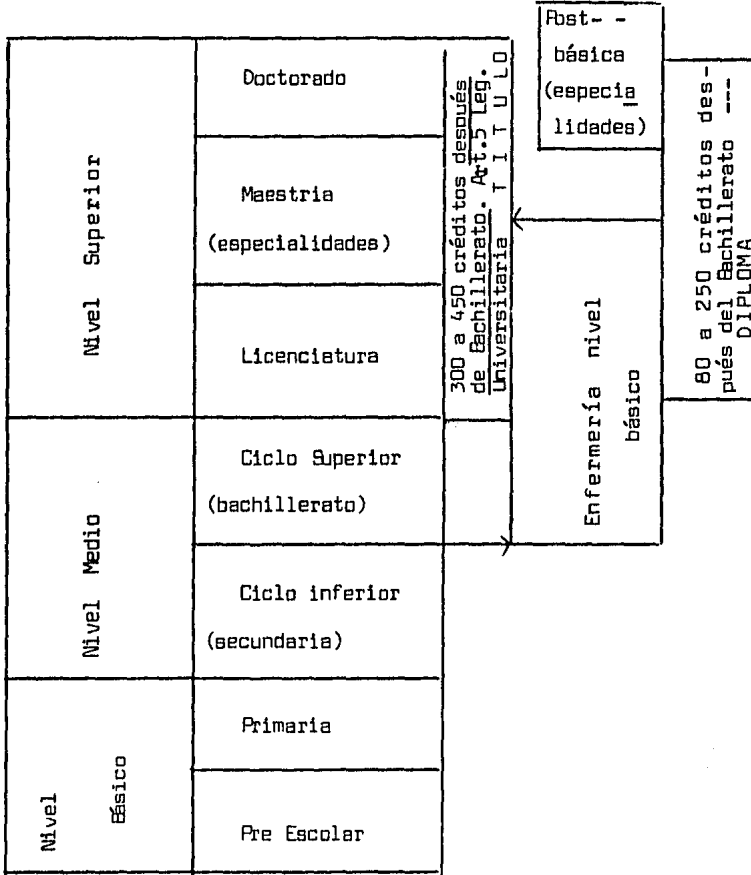 Nivel Superior
Doctorado
Maestria
(especialidades)
Licenciatura
Nivel Medio
Ciclo Superior
(bachillerato)
Ciclo inferior
(secundaria)
Nivel
Básico
Primaria
Pre Escolar
300 a 450 créditos después
de Bachillerato. Art.5 Leg.
Universitaria T I T U L O
Enfermería nivel
básico
Post- -
básica
(especia
lidades)
80 a 250 créditos des-
pués del Bachillerato ---
DIPLOMA